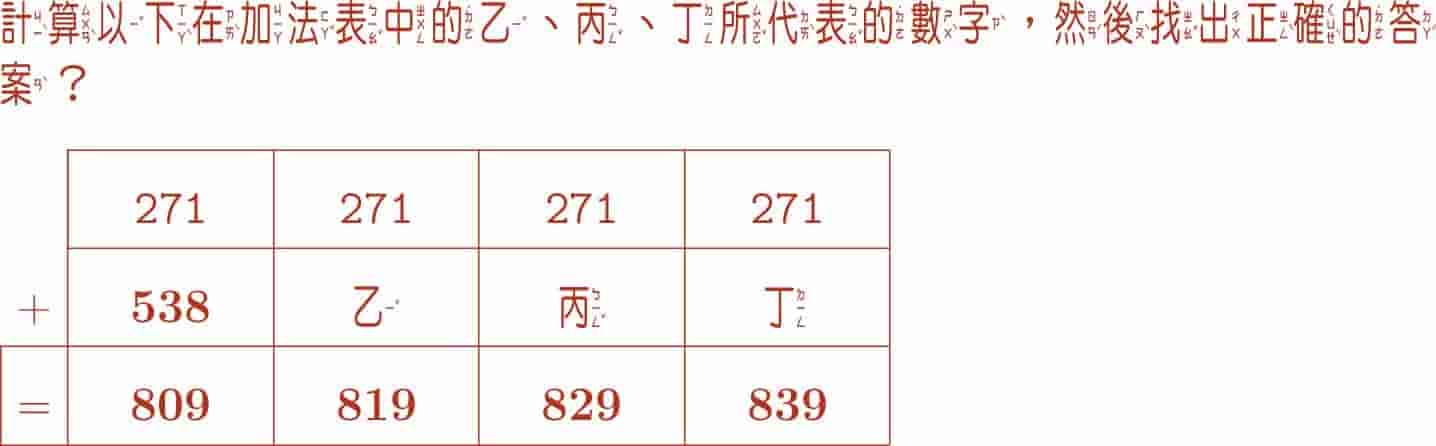 計算以下在加法表中的乙、丙、丁所代表的數字,然後找出正確的答
案?
271 271 271 271
+ 538 乙 丙 丁
= 809 819 829 839